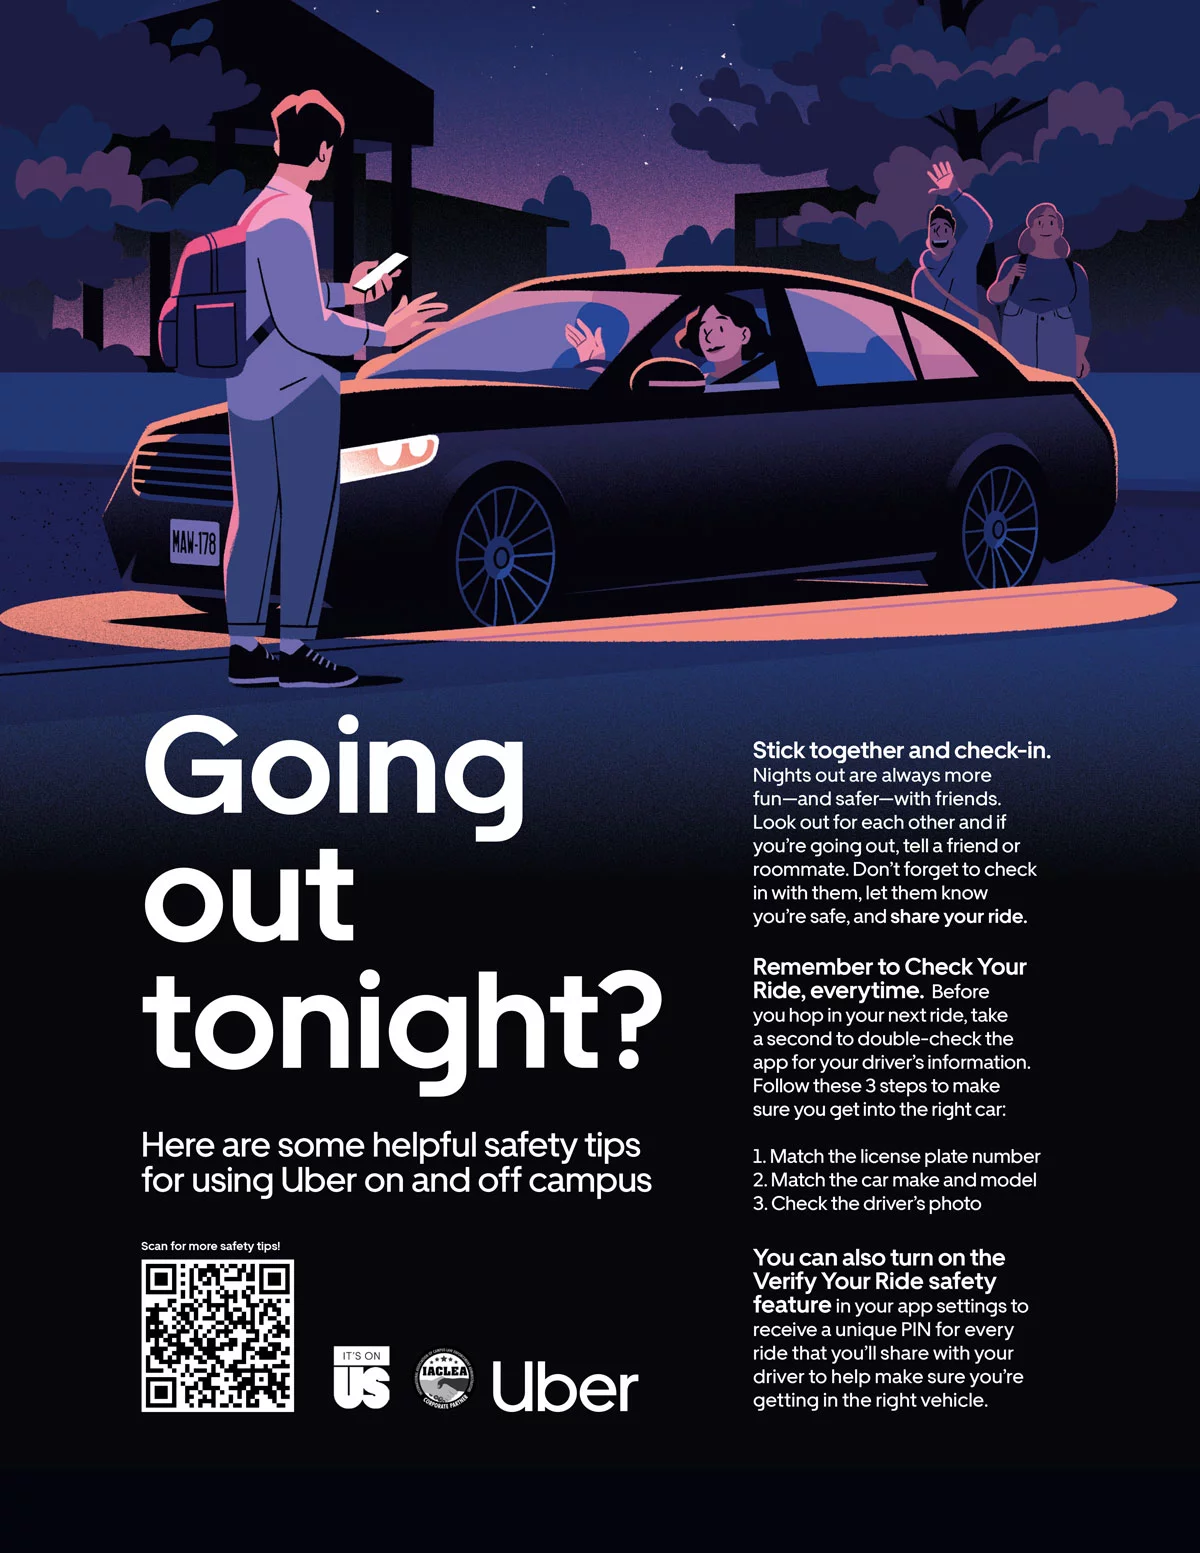 MAW-178
Going
out
tonight?
Here are some helpful safety tips
for using Uber on and off campus
Scan for more safety tips!
IT'S ON
US
IACLEA
CORPORATE PARTNER
Uber
Stick together and check-in.
Nights out are always more
fun—and safer—with friends.
Look out for each other and if
you’re going out, tell a friend or
roommate. Don’t forget to check
in with them, let them know
you’re safe, and share your ride.
Remember to Check Your
Ride, everytime. Before
you hop in your next ride, take
a second to double-check the
app for your driver’s information.
Follow these 3 steps to make
sure you get into the right car:
1. Match the license plate number
2. Match the car make and model
3. Check the driver’s photo
You can also turn on the
Verify Your Ride safety
feature in your app settings to
receive a unique PIN for every
ride that you’ll share with your
driver to help make sure you’re
getting in the right vehicle.